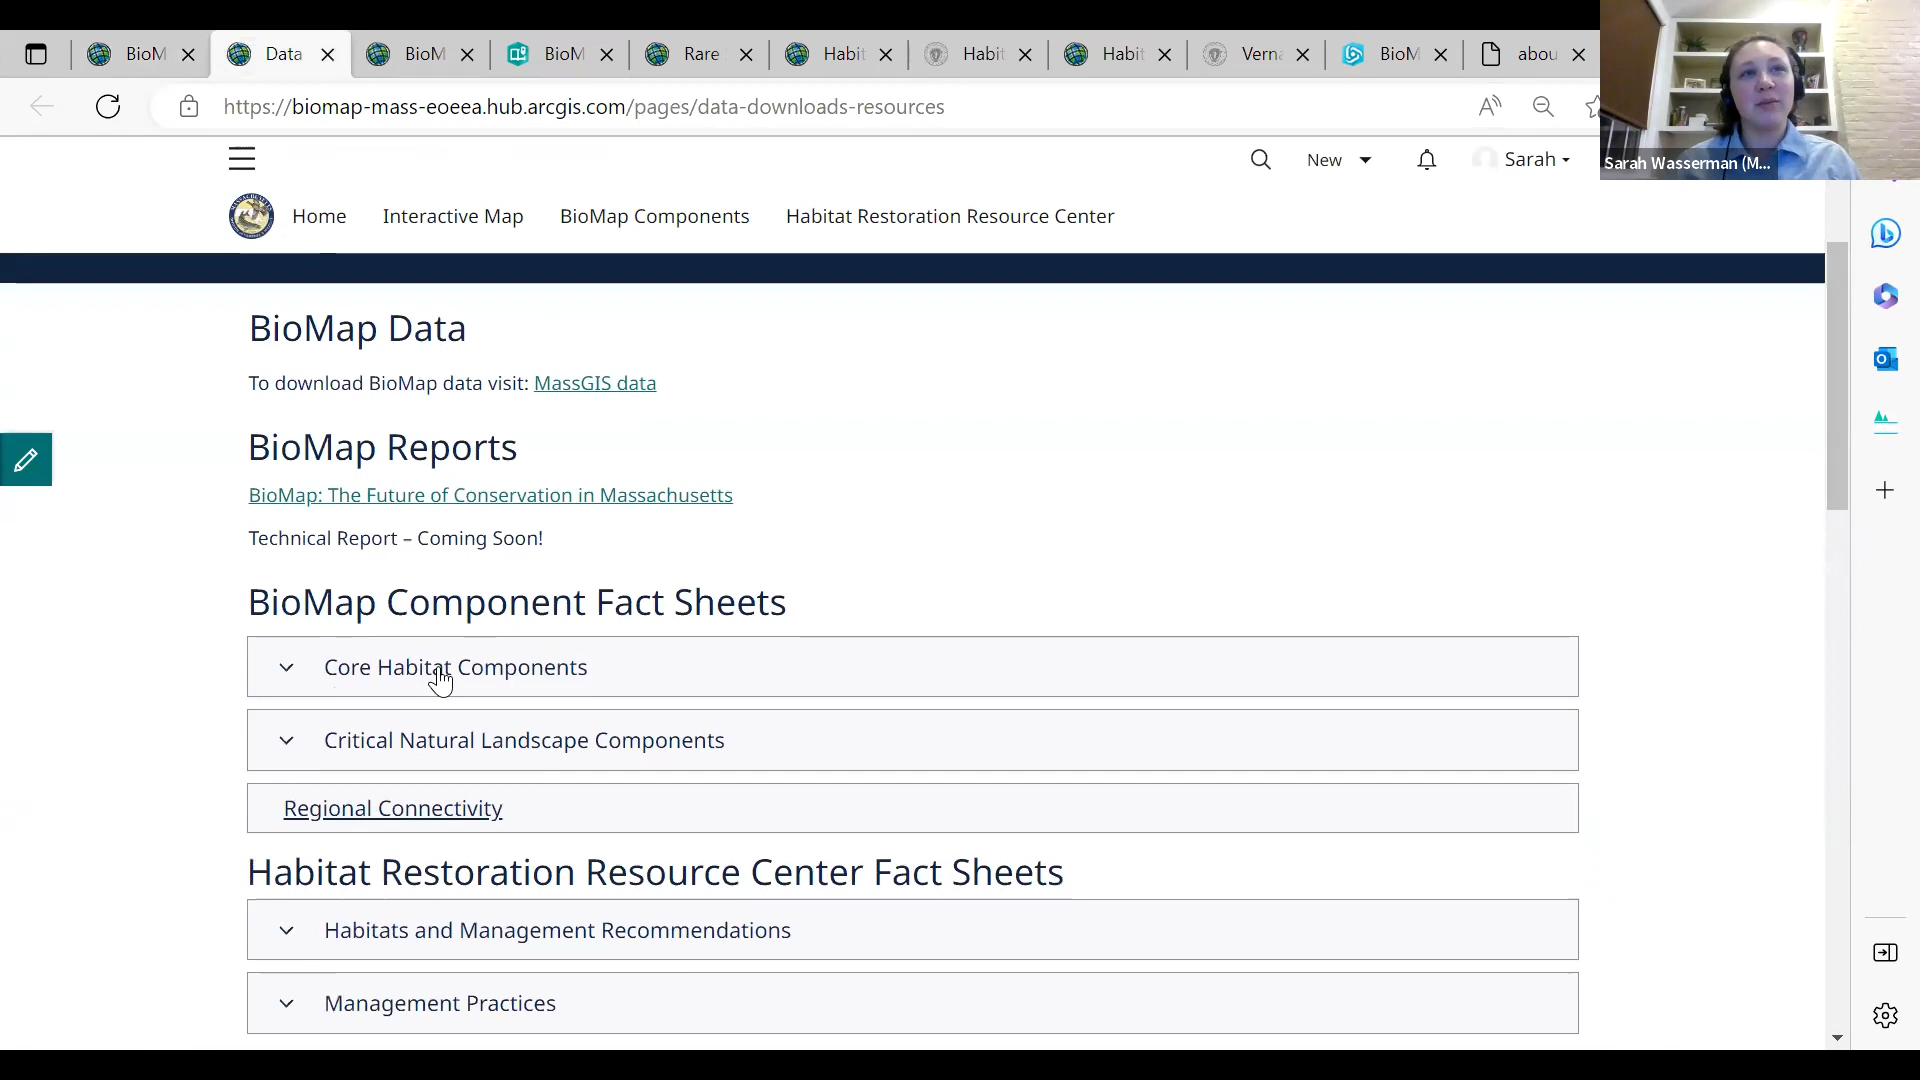 BioM
Data
BioM
BioM
Rare
Habit
Habit
Habit
Verna
BioM
abou
https://biomap-mass-eoeea.hub.arcgis.com/pages/data-downloads-resources
Sarah Wasserman (M...
New
Sarah
Home
Interactive Map
BioMap Components
Habitat Restoration Resource Center
BioMap Data
To download BioMap data visit: MassGIS data
BioMap Reports
BioMap: The Future of Conservation in Massachusetts
Technical Report – Coming Soon!
BioMap Component Fact Sheets
Core Habitat Components
Critical Natural Landscape Components
Regional Connectivity
Habitat Restoration Resource Center Fact Sheets
Habitats and Management Recommendations
Management Practices